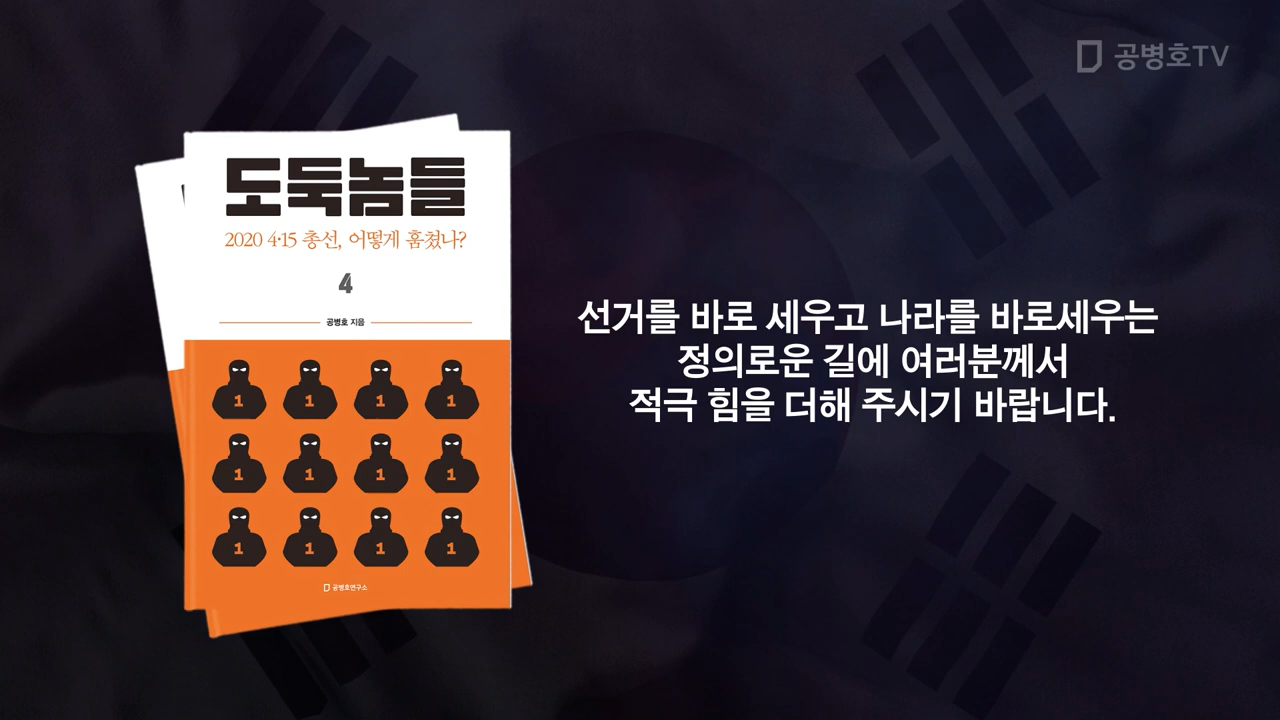 공병호TV
도둑놈들
2020 4·15 총선, 어떻게 훔쳤나?
4
공병호 지음
1 1 1 1
1 1 1 1
1 1 1 1
공병호연구소
선거를 바로 세우고 나라를 바로세우는
정의로운 길에 여러분께서
적극 힘을 더해 주시기 바랍니다.